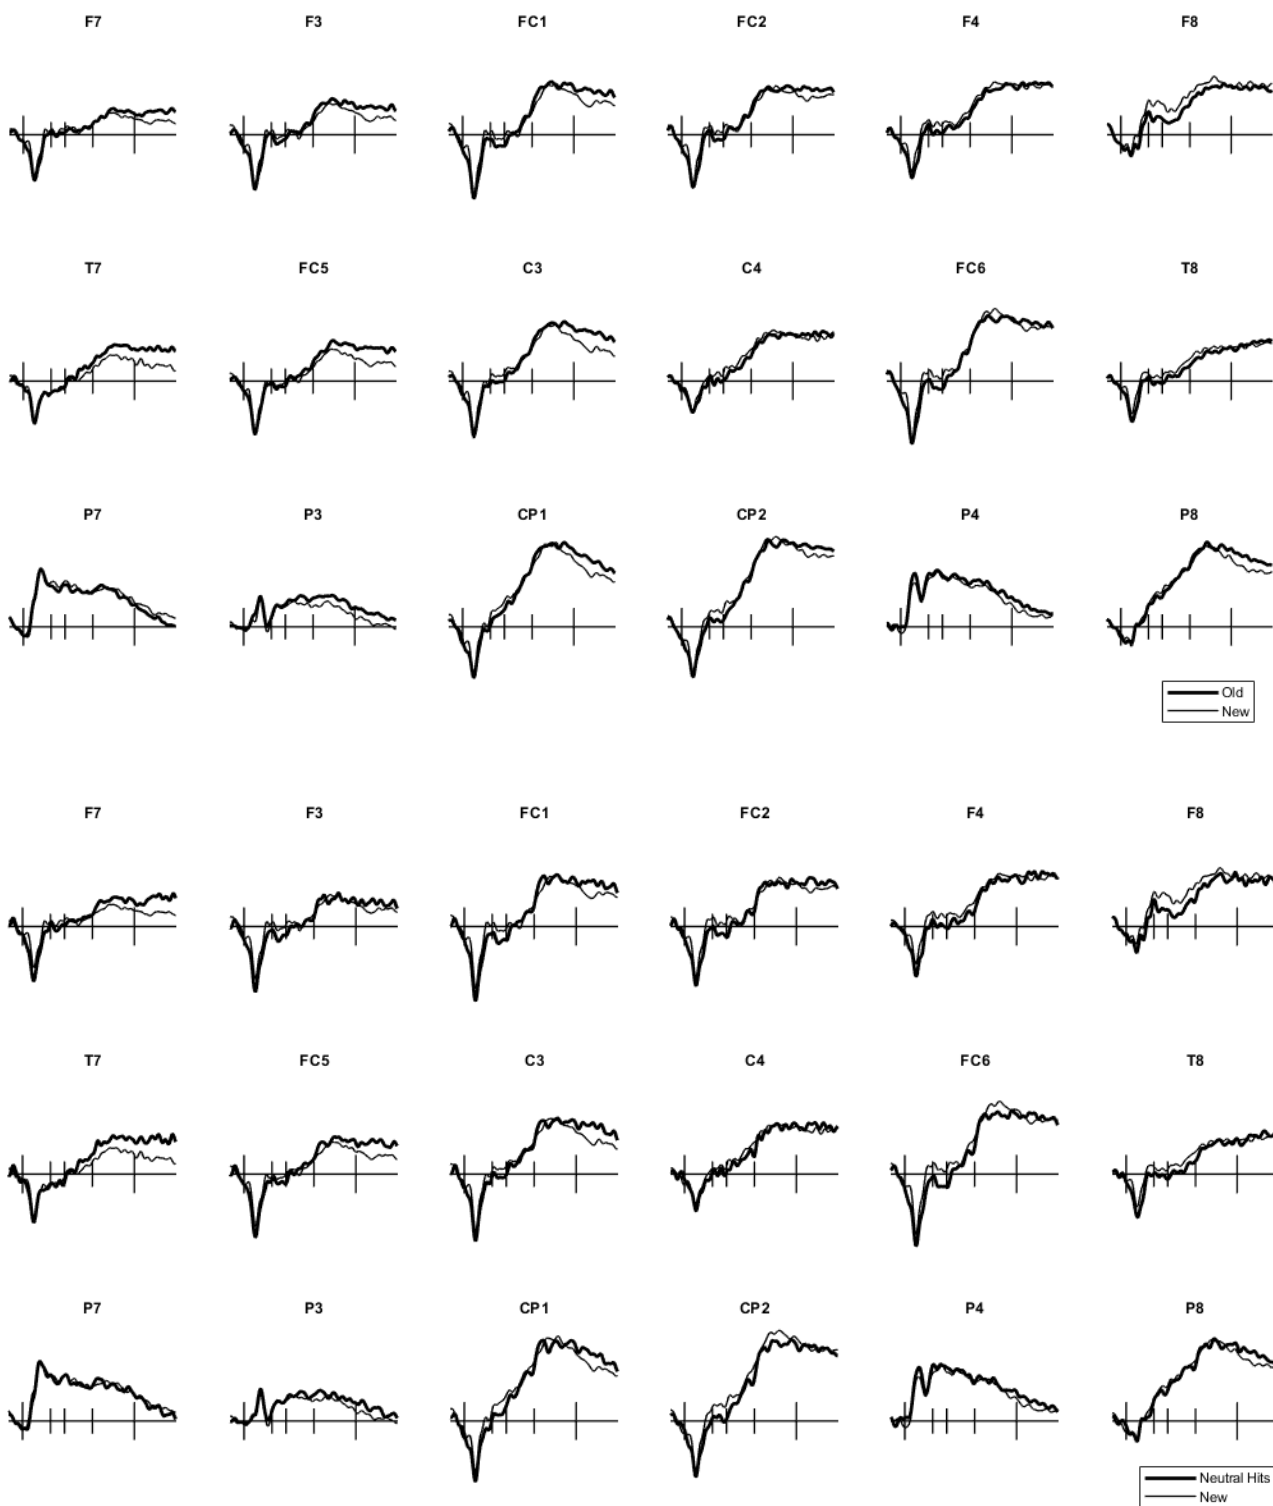 F7 F3 FC1 FC2 F4 F8
T7 FC5 C3 C4 FC6 T8
P7 P3 CP1 CP2 P4 P8
Old
New
F7 F3 FC1 FC2 F4 F8
T7 FC5 C3 C4 FC6 T8
P7 P3 CP1 CP2 P4 P8
Neutral Hits
New